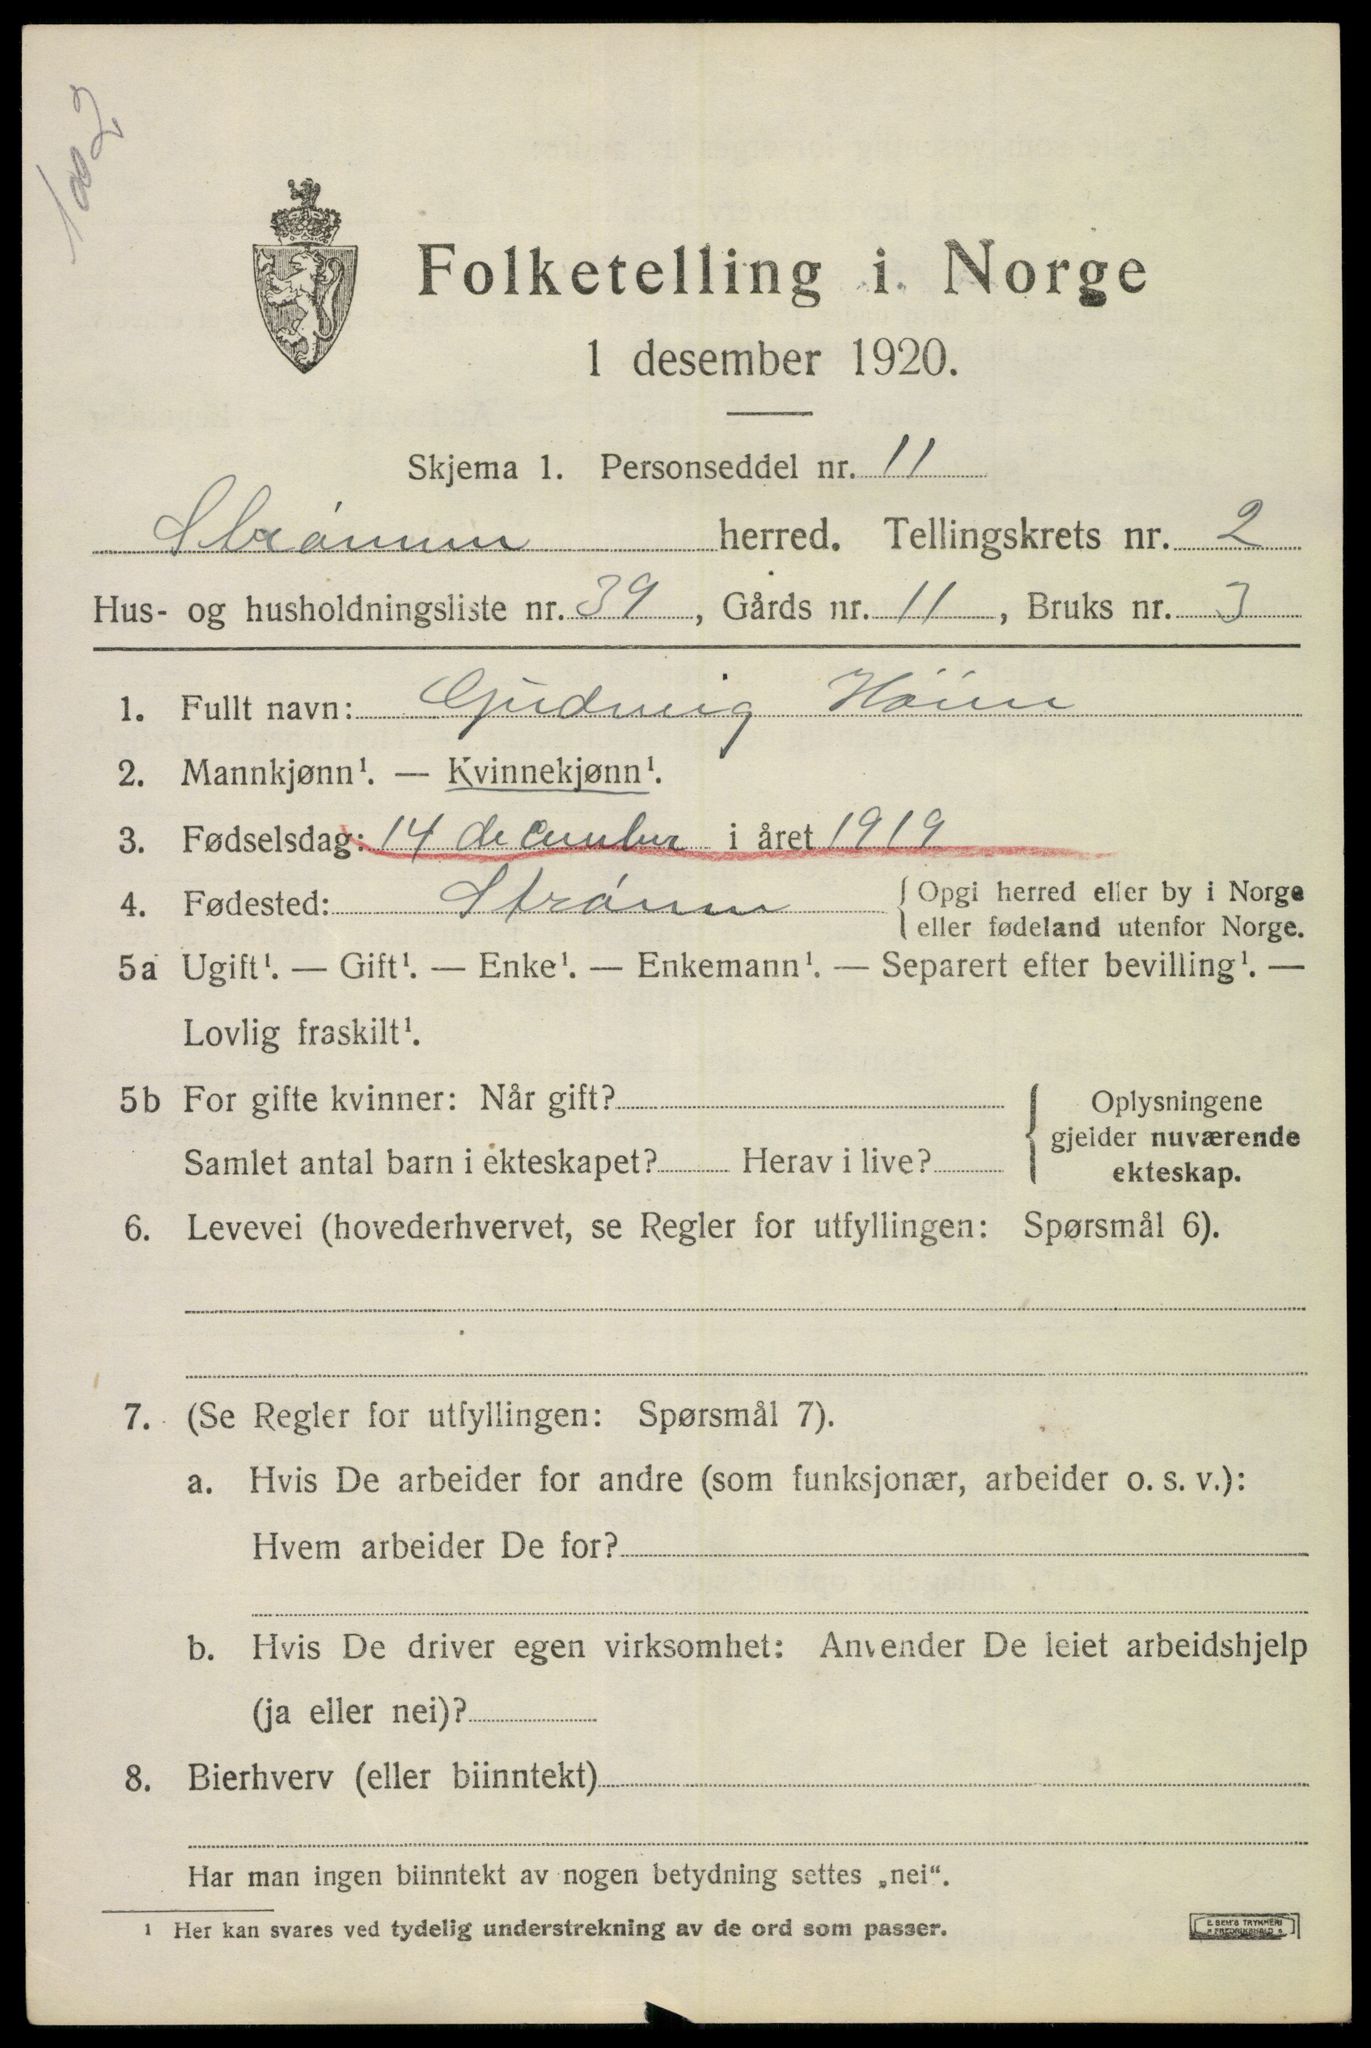 1002
Folketelling i Norge
1 desember 1920.
Skjema 1. Personseddel nr. 11
Strømm herred. Tellingskrets nr. 2
Hus- og husholdningsliste nr. 39, Gårds nr. 11, Bruks nr. 3
1. Fullt navn: Gudveig Høim
2. Mannkjønn¹. — Kvinnekjønn¹.
3. Fødselsdag: 14 december i året 1919
4. Fødested: Strømm { Opgi herred eller by i Norge
eller fødeland utenfor Norge.
5a Ugift¹. — Gift¹. — Enke¹. — Enkemann¹. — Separert efter bevilling¹. —
Lovlig fraskilt¹.
5b For gifte kvinner: Når gift?
Samlet antal barn i ekteskapet? Herav i live?
Oplysningene
gjelder nuværende
ekteskap.
6. Levevei (hovederhvervet, se Regler for utfyllingen: Spørsmål 6).
7. (Se Regler for utfyllingen: Spørsmål 7).
a. Hvis De arbeider for andre (som funksjonær, arbeider o. s. v.):
Hvem arbeider De for?
b. Hvis De driver egen virksomhet: Anvender De leiet arbeidshjelp
(ja eller nei)?
8. Bierhverv (eller biinntekt)
Har man ingen biinntekt av nogen betydning settes „nei“.
¹ Her kan svares ved tydelig understrekning av de ord som passer.
E. SEM'S TRYKKERI
FREDRIKSHALD